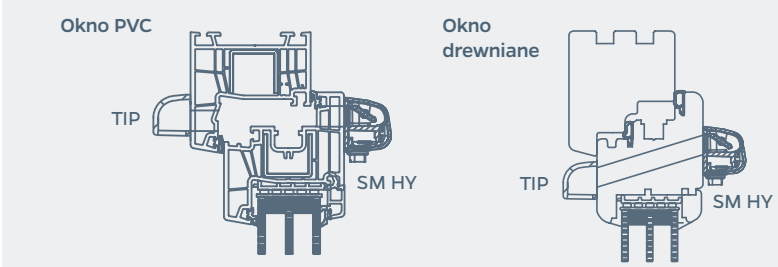 Okno PVC
TIP
SM HY
Okno
drewniane
TIP
SM HY